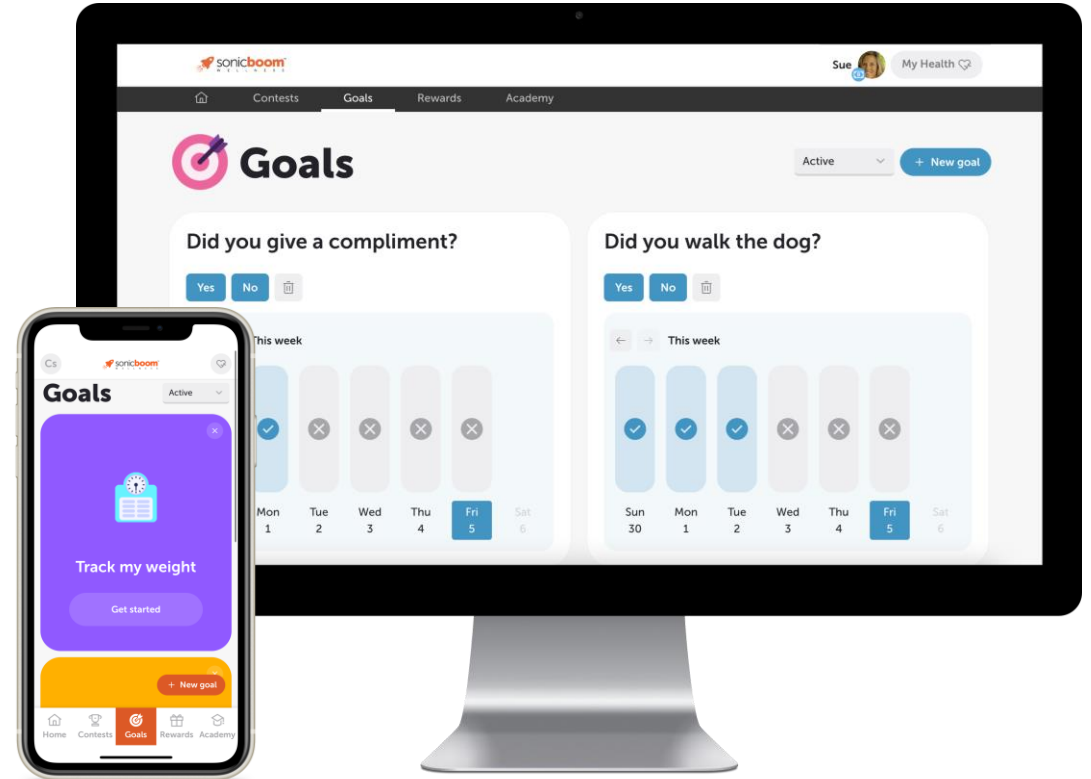 sonicboom
WELLNESS
Sue
My Health
Contests
Goals
Rewards
Academy
Goals
Active
+ New goal
Did you give a compliment?
Yes
No
This week
Mon Tue Wed Thu Fri Sat
1 2 3 4 5 6
Did you walk the dog?
Yes
No
This week
Sun Mon Tue Wed Thu Fri Sat
30 1 2 3 4 5 6
Cs
sonicboom
WELLNESS
Goals
Active
Track my weight
Get started
+ New goal
Home Contests Goals Rewards Academy